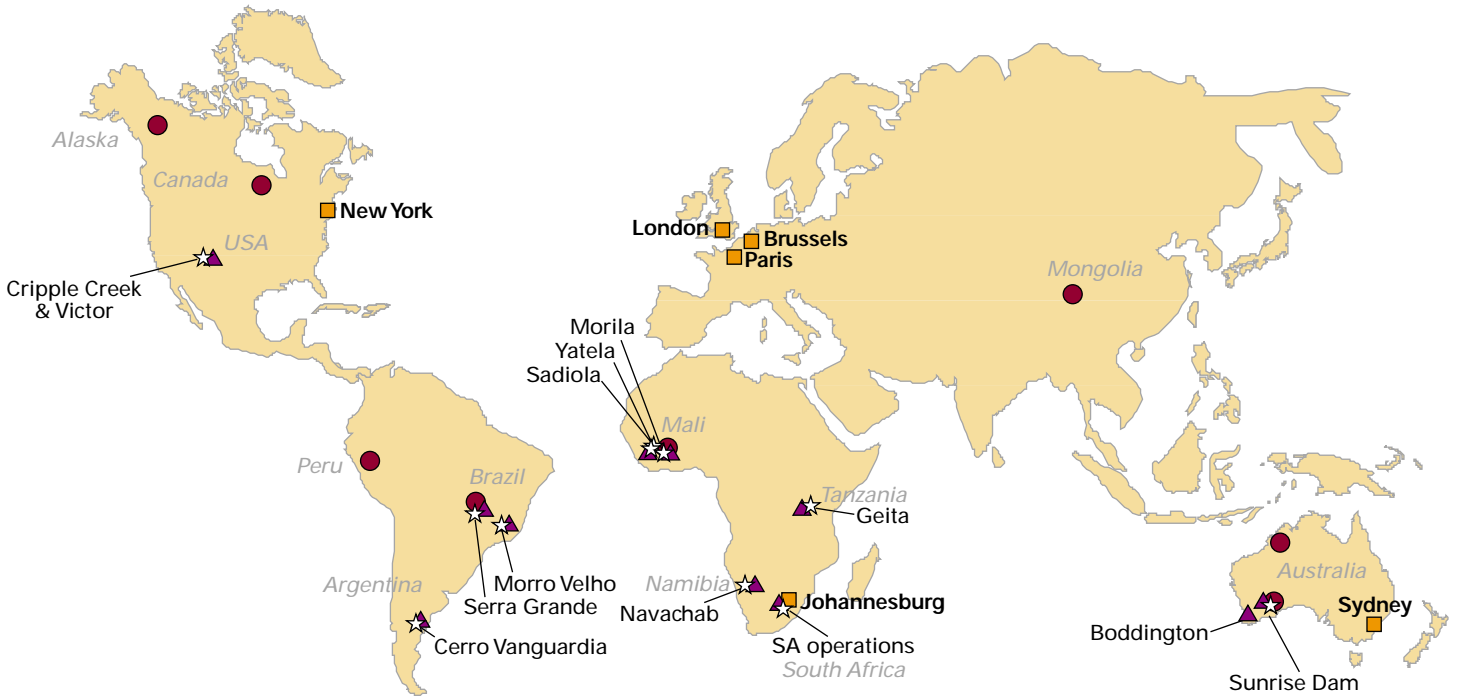 Alaska
Canada
New York
USA
Cripple Creek
& Victor
London
Brussels
Paris
Mongolia
Morila
Yatela
Sadiola
Mali
Peru
Brazil
Tanzania
Geita
Argentina
Morro Velho
Serra Grande
Cerro Vanguardia
Namibia
Navachab
Johannesburg
SA operations
South Africa
Australia
Sydney
Boddington
Sunrise Dam